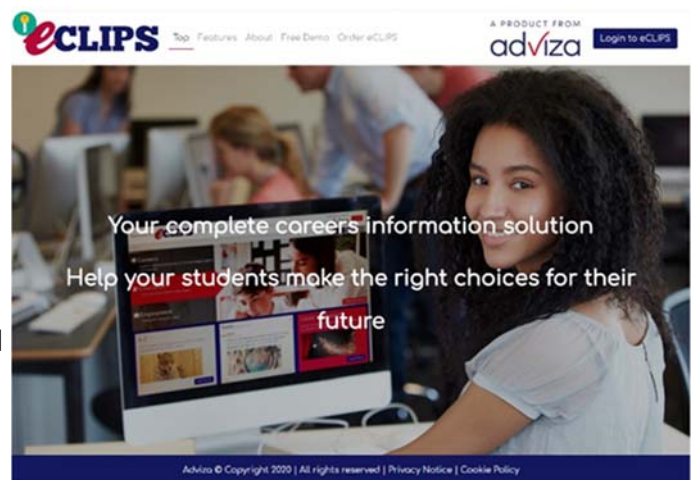 eCLIPS
Top Features About Free Demo Order eCLIPS
A PRODUCT FROM
adviza
Login to eCLIPS
Your complete careers information solution
Help your students make the right choices for their
future
Adviza © Copyright 2020 | All rights reserved | Privacy Notice | Cookie Policy